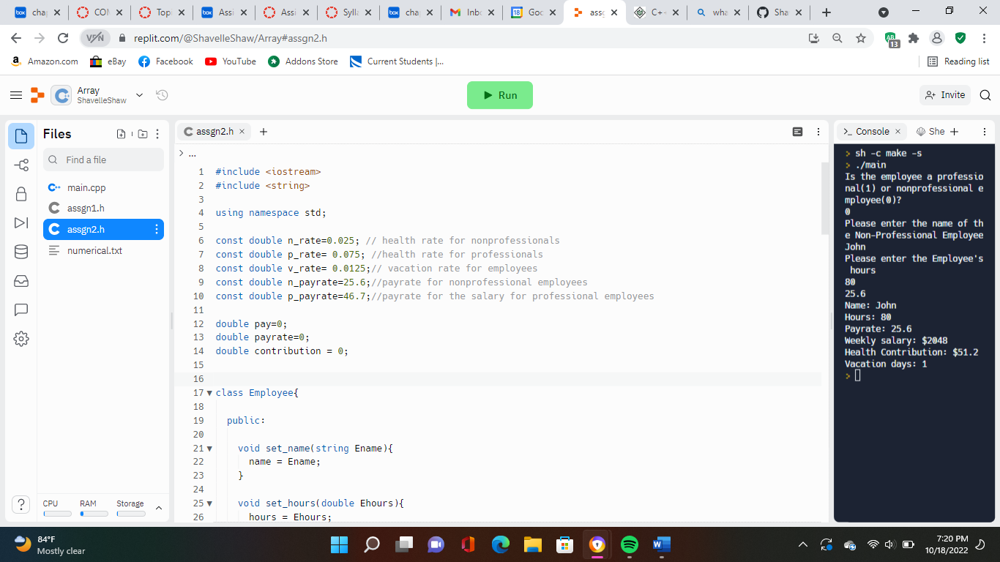 chap
COM
Topi
Assi
Assi
Sylla
chap
Inbo
18 Goo
assg
C++
wha
Sha
VPN replit.com/@ShavelleShaw/Array#assgn2.h AB 13
Amazon.com eBay Facebook YouTube Addons Store Current Students |... Reading list
Array
ShavelleShaw
Run
Invite
Files
Find a file
main.cpp
assgn1.h
assgn2.h
numerical.txt
CPU RAM Storage
assgn2.h
...
1 #include <iostream>
2 #include <string>
3
4 using namespace std;
5
6 const double n_rate=0.025; // health rate for nonprofessionals
7 const double p_rate= 0.075; //health rate for professionals
8 const double v_rate= 0.0125;// vacation rate for employees
9 const double n_payrate=25.6;//payrate for nonprofessional employees
10 const double p_payrate=46.7;//payrate for the salary for professional employees
11
12 double pay=0;
13 double payrate=0;
14 double contribution = 0;
15
16
17 class Employee{
18
19 public:
20
21 void set_name(string Ename){
22 name = Ename;
23 }
24
25 void set_hours(double Ehours){
26 hours = Ehours;
Console She
> sh -c make -s
> ./main
Is the employee a professio
nal(1) or nonprofessional e
mployee(0)?
0
Please enter the name of th
e Non-Professional Employee
John
Please enter the Employee's
hours
80
25.6
Name: John
Hours: 80
Payrate: 25.6
Weekly salary: $2048
Health Contribution: $51.2
Vacation days: 1
>
84°F
Mostly clear
7:20 PM
10/18/2022